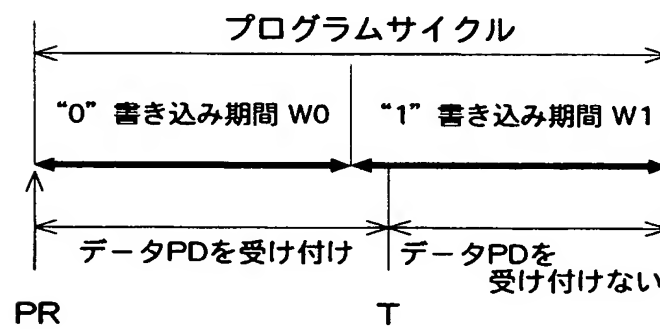 プログラムサイクル
“0” 書き込み期間 W0
“1” 書き込み期間 W1
データPDを受け付け
データPDを
受け付けない
PR
T